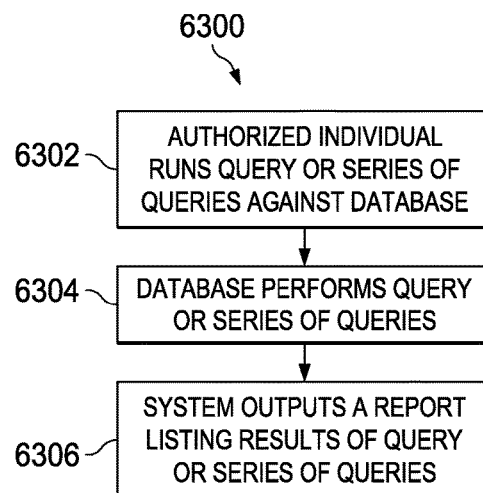 6300
6302
AUTHORIZED INDIVIDUAL
RUNS QUERY OR SERIES OF
QUERIES AGAINST DATABASE
6304
DATABASE PERFORMS QUERY
OR SERIES OF QUERIES
6306
SYSTEM OUTPUTS A REPORT
LISTING RESULTS OF QUERY
OR SERIES OF QUERIES